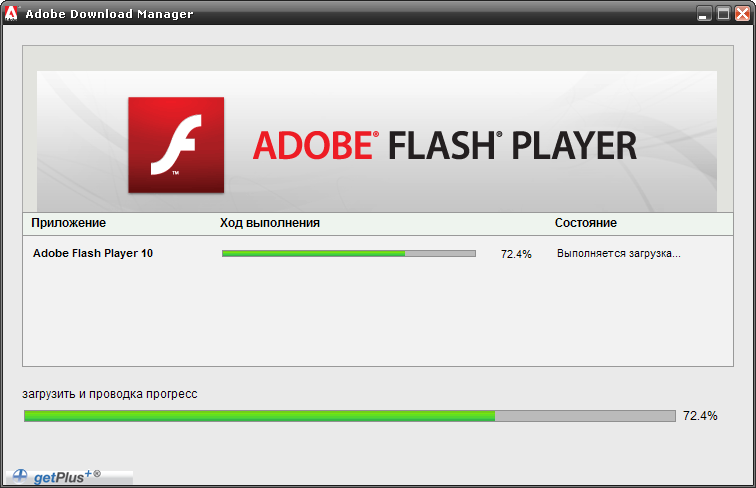 Adobe Download Manager
ADOBE® FLASH® PLAYER
™
Приложение Ход выполнения Состояние
Adobe Flash Player 10 72.4% Выполняется загрузка...
загрузить и проводка прогресс
72.4%
getPlus+®